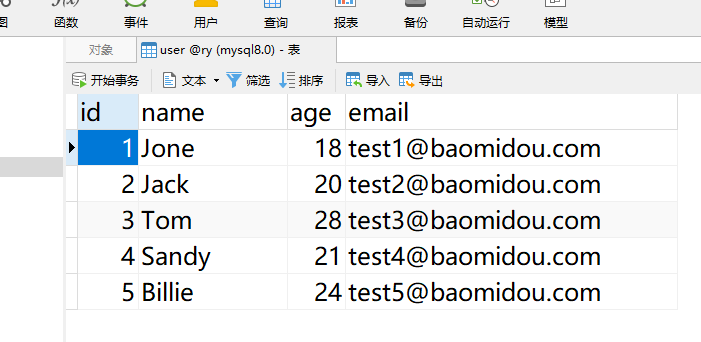 图 函数 事件 用户 查询 报表 备份 自动运行 模型
对象 user @ry (mysql8.0) - 表
开始事务 文本 筛选 排序 导入 导出
id name age email
1 Jone 18 test1@baomidou.com
2 Jack 20 test2@baomidou.com
3 Tom 28 test3@baomidou.com
4 Sandy 21 test4@baomidou.com
5 Billie 24 test5@baomidou.com